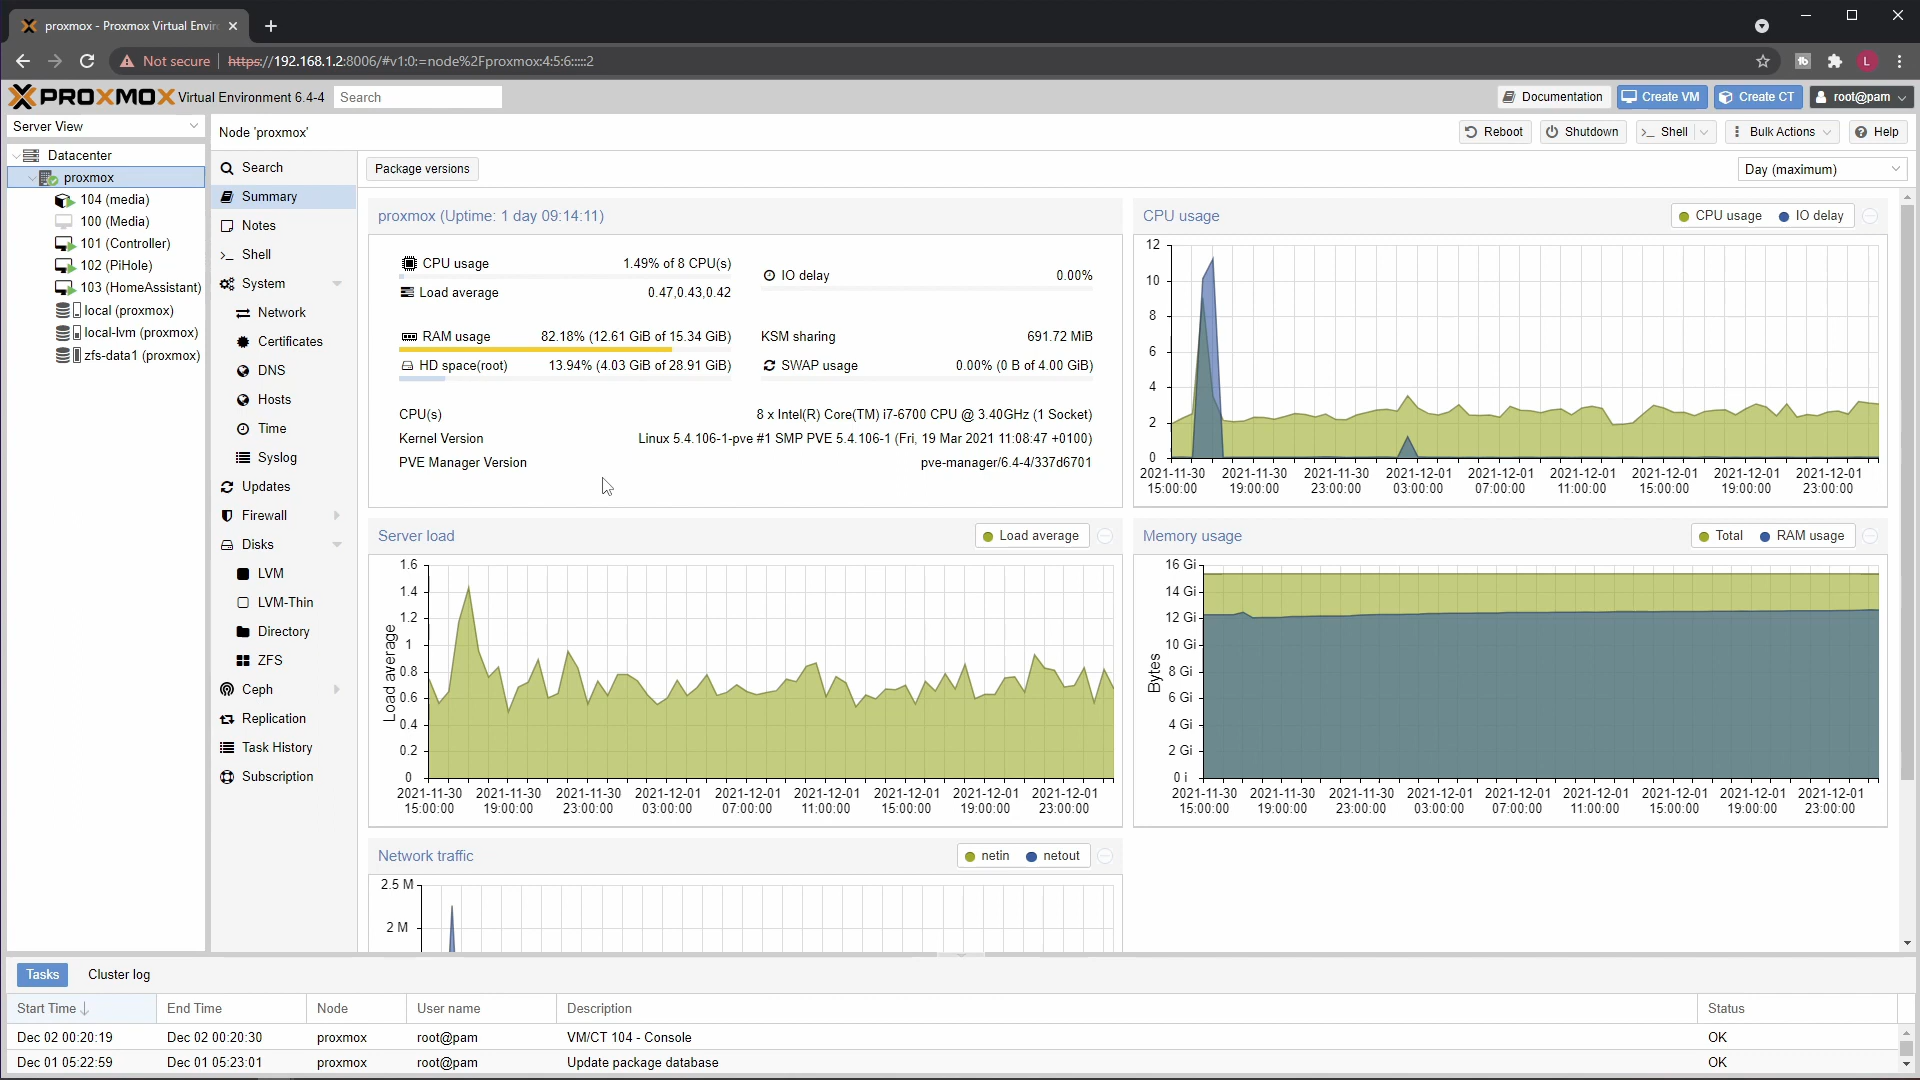 proxmox - Proxmox Virtual Envir
Not secure
https://192.168.1.2:8006/#v1:0:=node%2Fproxmox:4:5:6:::::2
L
PROXMOX Virtual Environment 6.4-4
Search
Documentation
Create VM
Create CT
root@pam
Server View
Node 'proxmox'
Reboot
Shutdown
Shell
Bulk Actions
Help
Datacenter
proxmox
104 (media)
100 (Media)
101 (Controller)
102 (PiHole)
103 (HomeAssistant)
local (proxmox)
local-lvm (proxmox)
zfs-data1 (proxmox)
Search
Summary
Notes
Shell
System
Network
Certificates
DNS
Hosts
Time
Syslog
Updates
Firewall
Disks
LVM
LVM-Thin
Directory
ZFS
Ceph
Replication
Task History
Subscription
Package versions
Day (maximum)
proxmox (Uptime: 1 day 09:14:11)
CPU usage 1.49% of 8 CPU(s)
IO delay 0.00%
Load average 0.47,0.43,0.42
RAM usage 82.18% (12.61 GiB of 15.34 GiB)
KSM sharing 691.72 MiB
HD space(root) 13.94% (4.03 GiB of 28.91 GiB)
SWAP usage 0.00% (0 B of 4.00 GiB)
CPU(s) 8 x Intel(R) Core(TM) i7-6700 CPU @ 3.40GHz (1 Socket)
Kernel Version Linux 5.4.106-1-pve #1 SMP PVE 5.4.106-1 (Fri, 19 Mar 2021 11:08:47 +0100)
PVE Manager Version pve-manager/6.4-4/337d6701
CPU usage
CPU usage IO delay
12
10
8
6
4
2
0
2021-11-30 2021-11-30 2021-11-30 2021-12-01 2021-12-01 2021-12-01 2021-12-01 2021-12-01 2021-12-01
15:00:00 19:00:00 23:00:00 03:00:00 07:00:00 11:00:00 15:00:00 19:00:00 23:00:00
Server load
Load average
1.6
1.4
1.2
1
0.8
0.6
0.4
0.2
0
Load average
2021-11-30 2021-11-30 2021-11-30 2021-12-01 2021-12-01 2021-12-01 2021-12-01 2021-12-01 2021-12-01
15:00:00 19:00:00 23:00:00 03:00:00 07:00:00 11:00:00 15:00:00 19:00:00 23:00:00
Memory usage
Total RAM usage
16 Gi
14 Gi
12 Gi
10 Gi
8 Gi
6 Gi
4 Gi
2 Gi
0 i
Bytes
2021-11-30 2021-11-30 2021-11-30 2021-12-01 2021-12-01 2021-12-01 2021-12-01 2021-12-01 2021-12-01
15:00:00 19:00:00 23:00:00 03:00:00 07:00:00 11:00:00 15:00:00 19:00:00 23:00:00
Network traffic
netin netout
2.5 M
2 M
Tasks Cluster log
Start Time End Time Node User name Description Status
Dec 02 00:20:19 Dec 02 00:20:30 proxmox root@pam VM/CT 104 - Console OK
Dec 01 05:22:59 Dec 01 05:23:01 proxmox root@pam Update package database OK